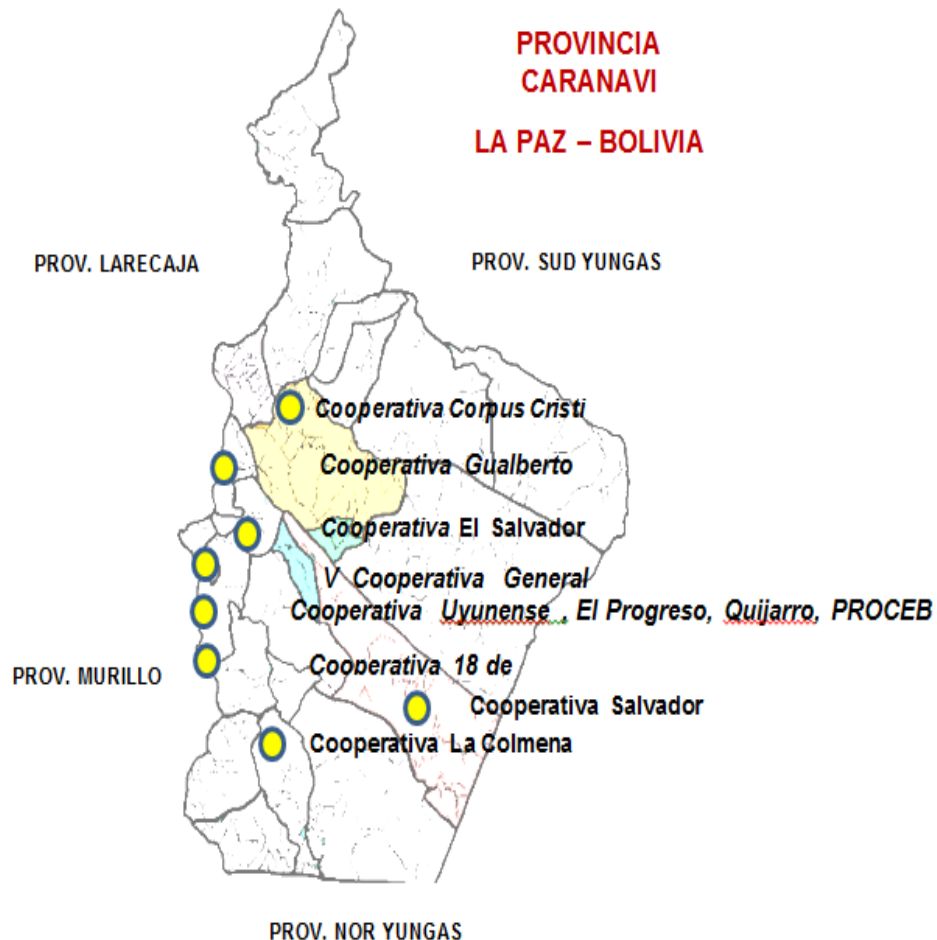 PROVINCIA
CARANAVI
LA PAZ – BOLIVIA
PROV. LARECAJA
PROV. SUD YUNGAS
Cooperativa Corpus Cristi
Cooperativa Gualberto
Cooperativa El Salvador
V Cooperativa General
Cooperativa Uyunense , El Progreso, Quijarro, PROCEB
Cooperativa 18 de
PROV. MURILLO
Cooperativa Salvador
Cooperativa La Colmena
PROV. NOR YUNGAS